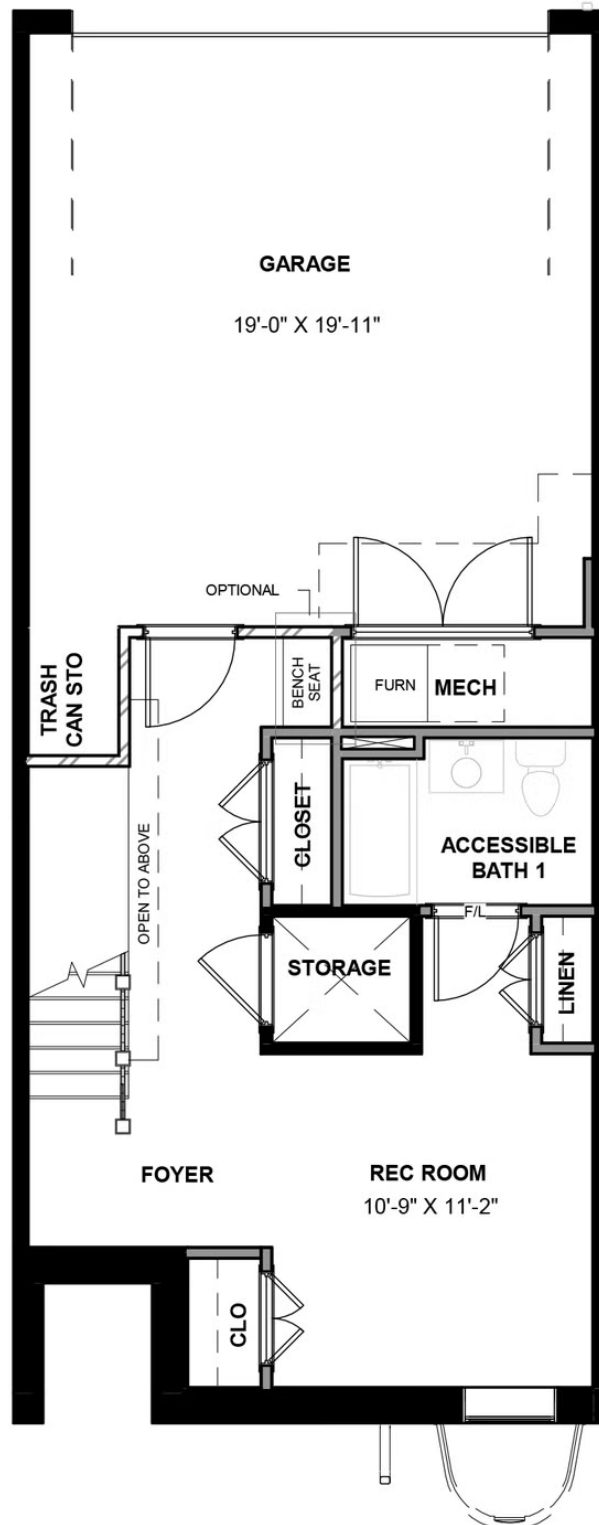 GARAGE
19'-0" X 19'-11"
OPTIONAL
TRASH
CAN STO
BENCH
SEAT
FURN
MECH
CLOSET
ACCESSIBLE
BATH 1
OPEN TO ABOVE
F/L
STORAGE
LINEN
FOYER
REC ROOM
10'-9" X 11'-2"
CLO